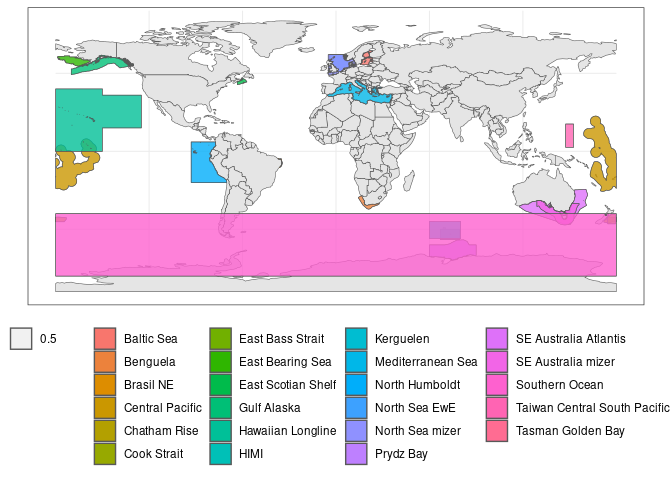 0.5
Baltic Sea
Benguela
Brasil NE
Central Pacific
Chatham Rise
Cook Strait
East Bass Strait
East Bearing Sea
East Scotian Shelf
Gulf Alaska
Hawaiian Longline
HIMI
Kerguelen
Mediterranean Sea
North Humboldt
North Sea EwE
North Sea mizer
Prydz Bay
SE Australia Atlantis
SE Australia mizer
Southern Ocean
Taiwan Central South Pacific
Tasman Golden Bay